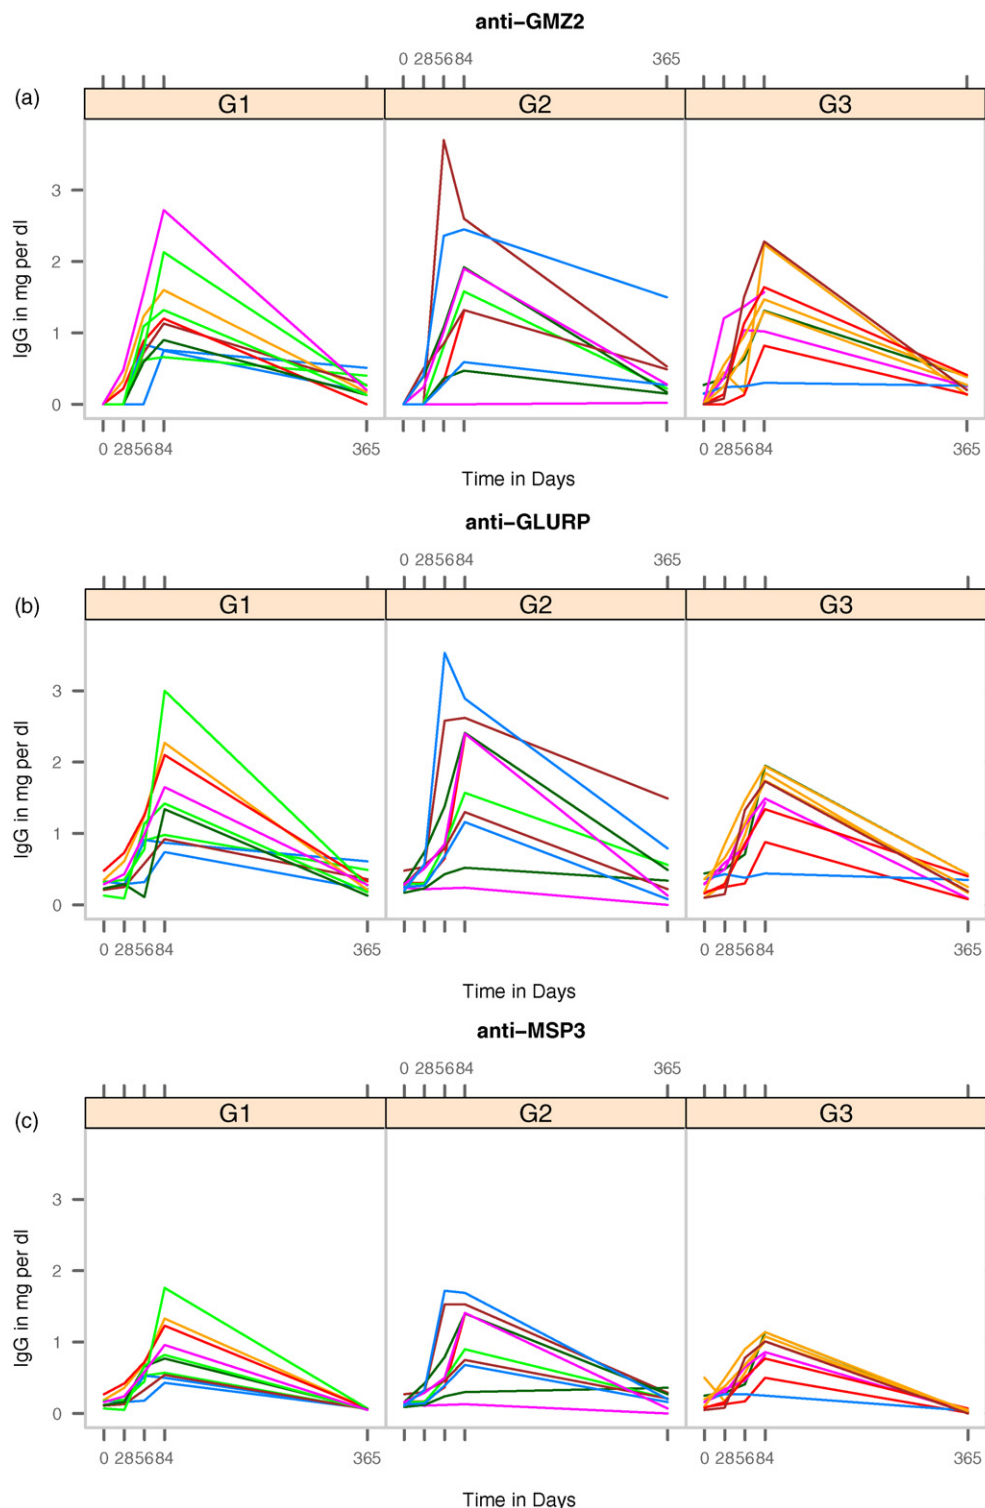 anti-GMZ2
0 285684 365
(a)
G1 G2 G3
3
2
1
0
IgG in mg per dl
0 285684 365 0 285684 365
Time in Days
anti-GLURP
0 285684 365
(b)
G1 G2 G3
3
2
1
0
IgG in mg per dl
0 285684 365 0 285684 365
Time in Days
anti-MSP3
0 285684 365
(c)
G1 G2 G3
3
2
1
0
IgG in mg per dl
0 285684 365 0 285684 365
Time in Days